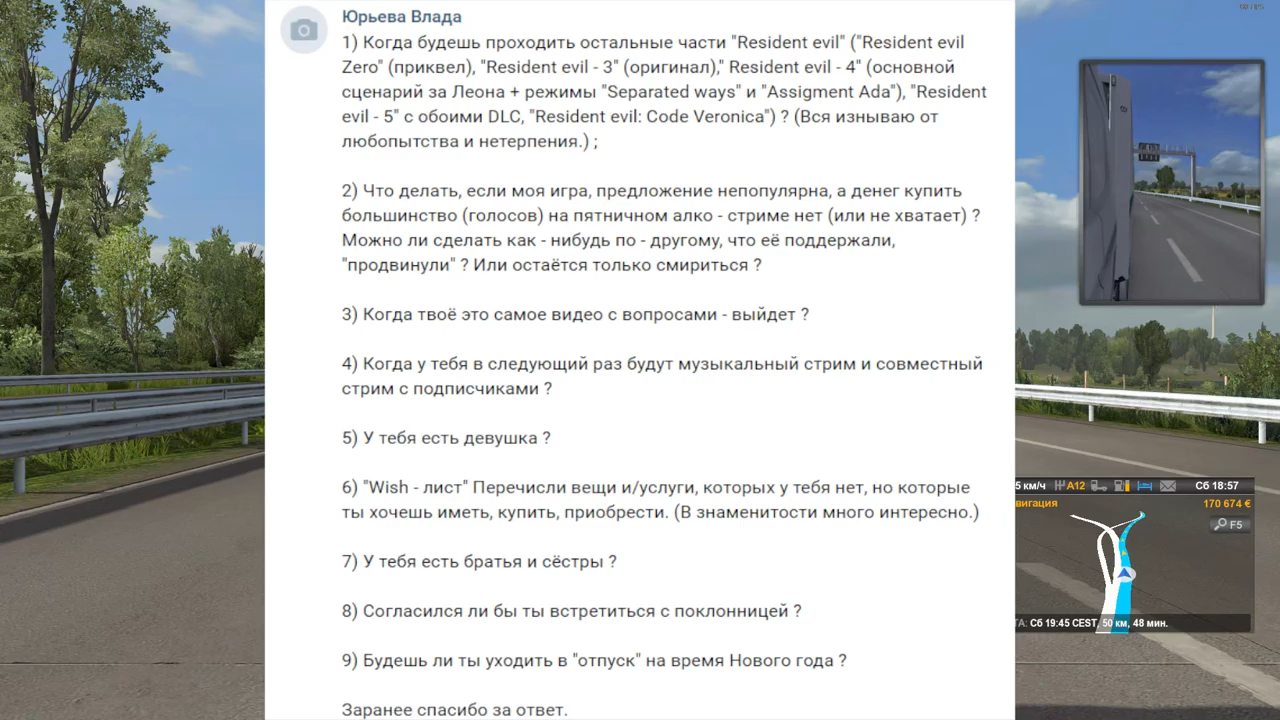 Юрьева Влада
1) Когда будешь проходить остальные части "Resident evil" ("Resident evil
Zero" (приквел), "Resident evil - 3" (оригинал)," Resident evil - 4" (основной
сценарий за Леона + режимы "Separated ways" и "Assigment Ada"), "Resident
evil - 5" с обоими DLC, "Resident evil: Code Veronica") ? (Вся изнываю от
любопытства и нетерпения.) ;
2) Что делать, если моя игра, предложение непопулярна, а денег купить
большинство (голосов) на пятничном алко - стриме нет (или не хватает) ?
Можно ли сделать как - нибудь по - другому, что её поддержали,
"продвинули" ? Или остаётся только смириться ?
3) Когда твоё это самое видео с вопросами - выйдет ?
4) Когда у тебя в следующий раз будут музыкальный стрим и совместный
стрим с подписчиками ?
5) У тебя есть девушка ?
6) "Wish - лист" Перечисли вещи и/услуги, которых у тебя нет, но которые
ты хочешь иметь, купить, приобрести. (В знаменитости много интересно.)
7) У тебя есть братья и сёстры ?
8) Согласился ли бы ты встретиться с поклонницей ?
9) Будешь ли ты уходить в "отпуск" на время Нового года ?
Заранее спасибо за ответ.
5 км/ч A12 Сб 18:57
вигация 170 674 €
F5
ТА: Сб 19:45 CEST, 50 км, 48 мин.